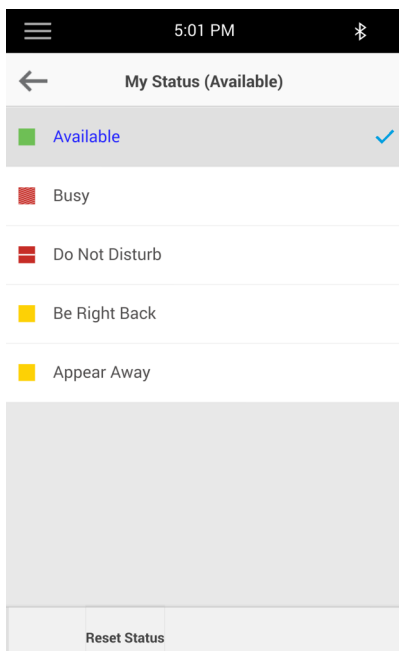 5:01 PM
My Status (Available)
Available
Busy
Do Not Disturb
Be Right Back
Appear Away
Reset Status